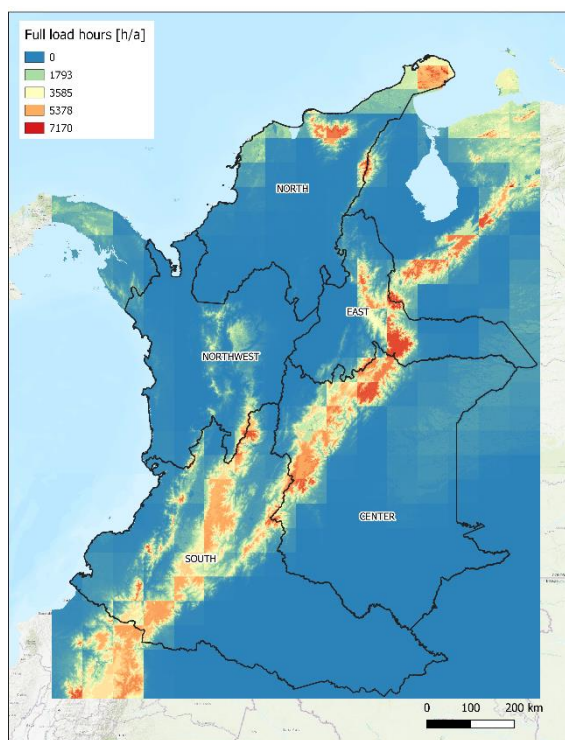 Full load hours [h/a]
0
1793
3585
5378
7170
NORTH
EAST
NORTHWEST
CENTER
SOUTH
0 100 200 km